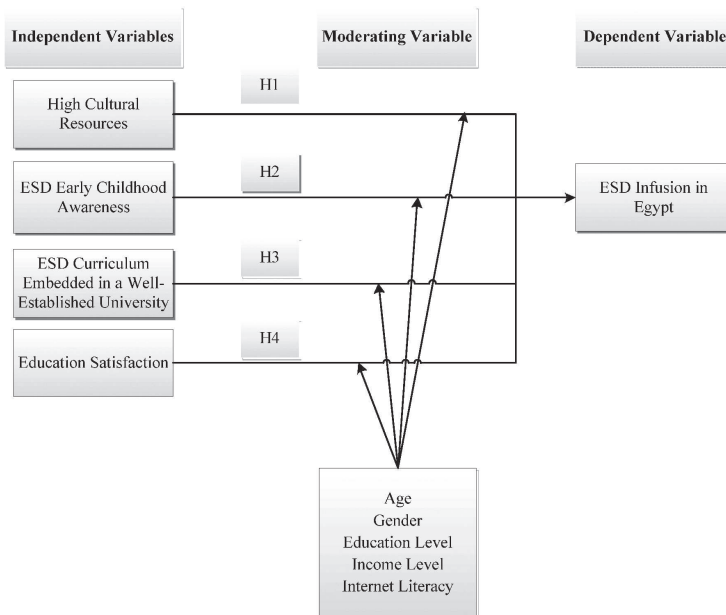 Independent Variables
Moderating Variable
Dependent Variable
H1
High Cultural
Resources
H2
ESD Early Childhood
Awareness
ESD Infusion in
Egypt
H3
ESD Curriculum
Embedded in a Well-
Established University
H4
Education Satisfaction
Age
Gender
Education Level
Income Level
Internet Literacy